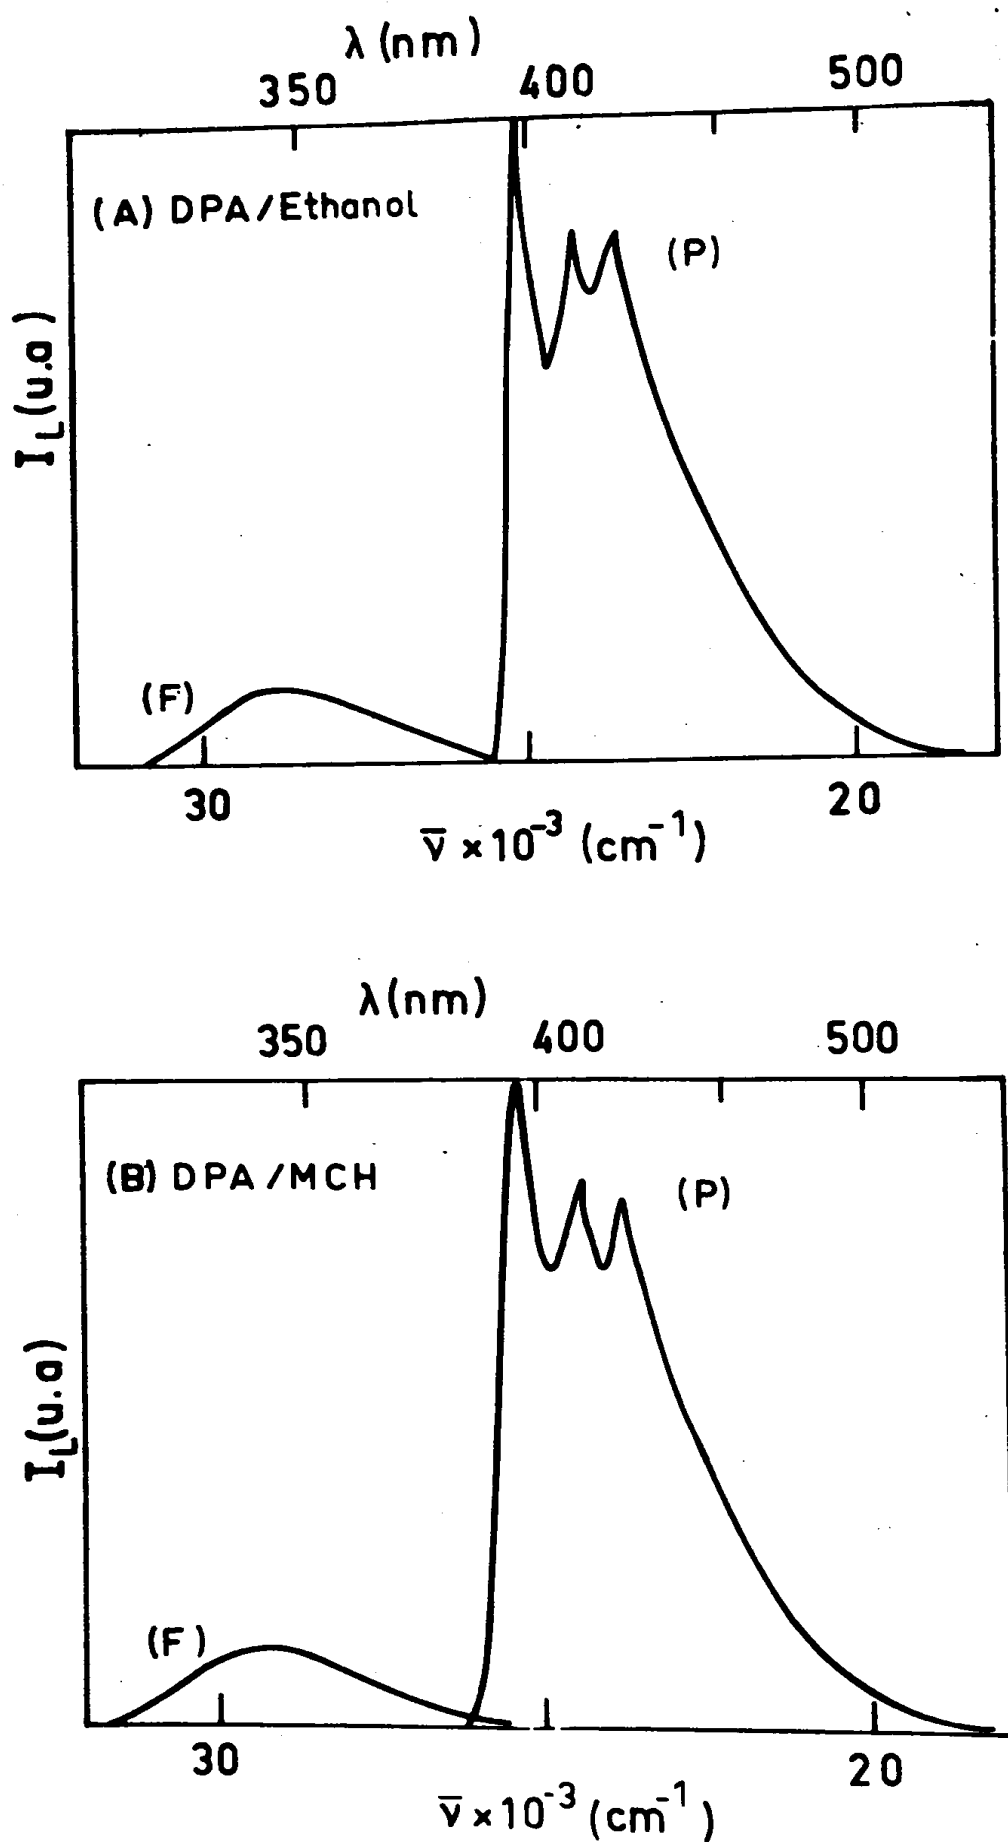 λ (nm)
350 400 500
(A) DPA/Ethanol
(P)
I_L(u.a)
(F)
30 20
ν̅ ×10⁻³ (cm⁻¹)
λ(nm)
350 400 500
(B) DPA/MCH
(P)
I_L(u.a)
(F)
30 20
ν̅ ×10⁻³ (cm⁻¹)